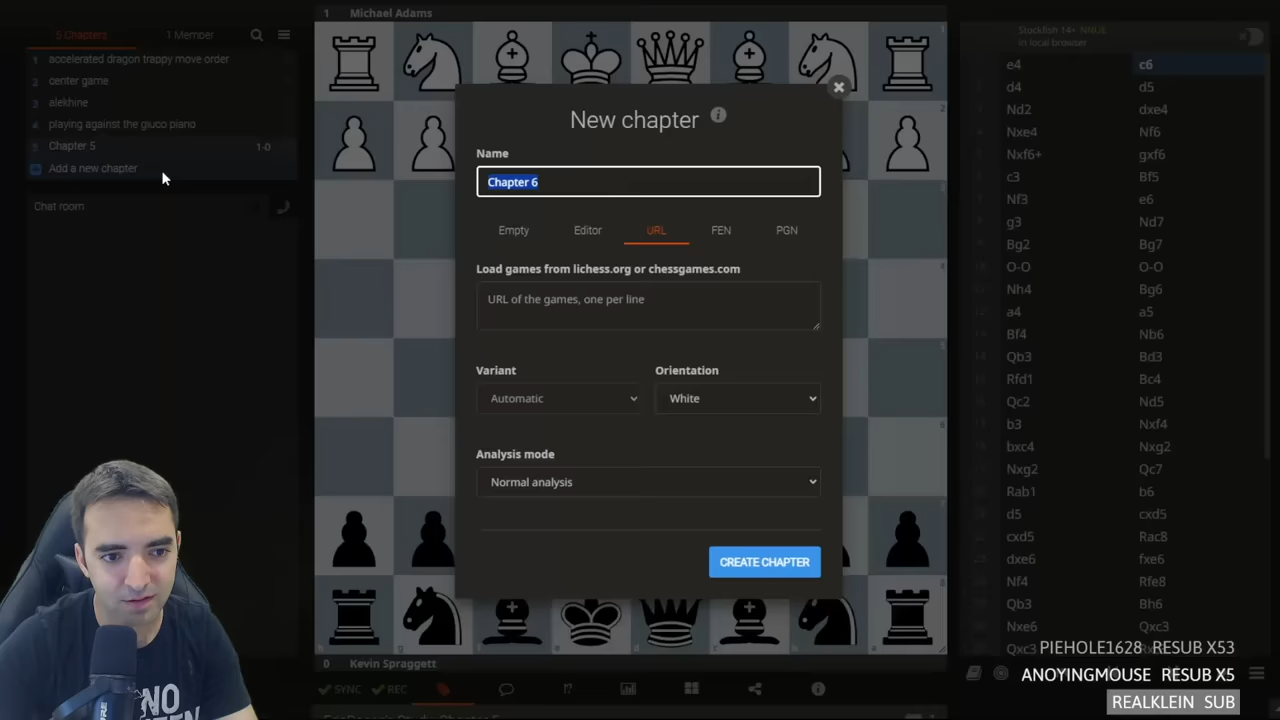 1 Michael Adams
5 Chapters
1 Member
1 accelerated dragon trappy move order
2 center game
3 alekhine
4 playing against the giuco piano
5 Chapter 5 1-0
Add a new chapter
Chat room
New chapter
Name
Chapter 6
Empty Editor URL FEN PGN
Load games from lichess.org or chessgames.com
URL of the games, one per line
Variant Orientation
Automatic White
Analysis mode
Normal analysis
CREATE CHAPTER
Stockfish 14+ NNUE
in local browser
e4 c6
d4 d5
Nd2 dxe4
Nxe4 Nf6
Nxf6+ gxf6
c3 Bf5
Nf3 e6
g3 Nd7
Bg2 Bg7
O-O O-O
Nh4 Bg6
a4 a5
Bf4 Nb6
Qb3 Bd3
Rfd1 Bc4
Qc2 Nd5
b3 Nxf4
bxc4 Nxg2
Nxg2 Qc7
Rab1 b6
d5 cxd5
cxd5 Rac8
dxe6 fxe6
Nf4 Rfe8
Qb3 Bh6
Nxe6 Qxc3
Qxc3
0 Kevin Spraggett
SYNC REC
PIEHOLE1628 RESUB X53
ANOYINGMOUSE RESUB X5
REALKLEIN SUB
NO